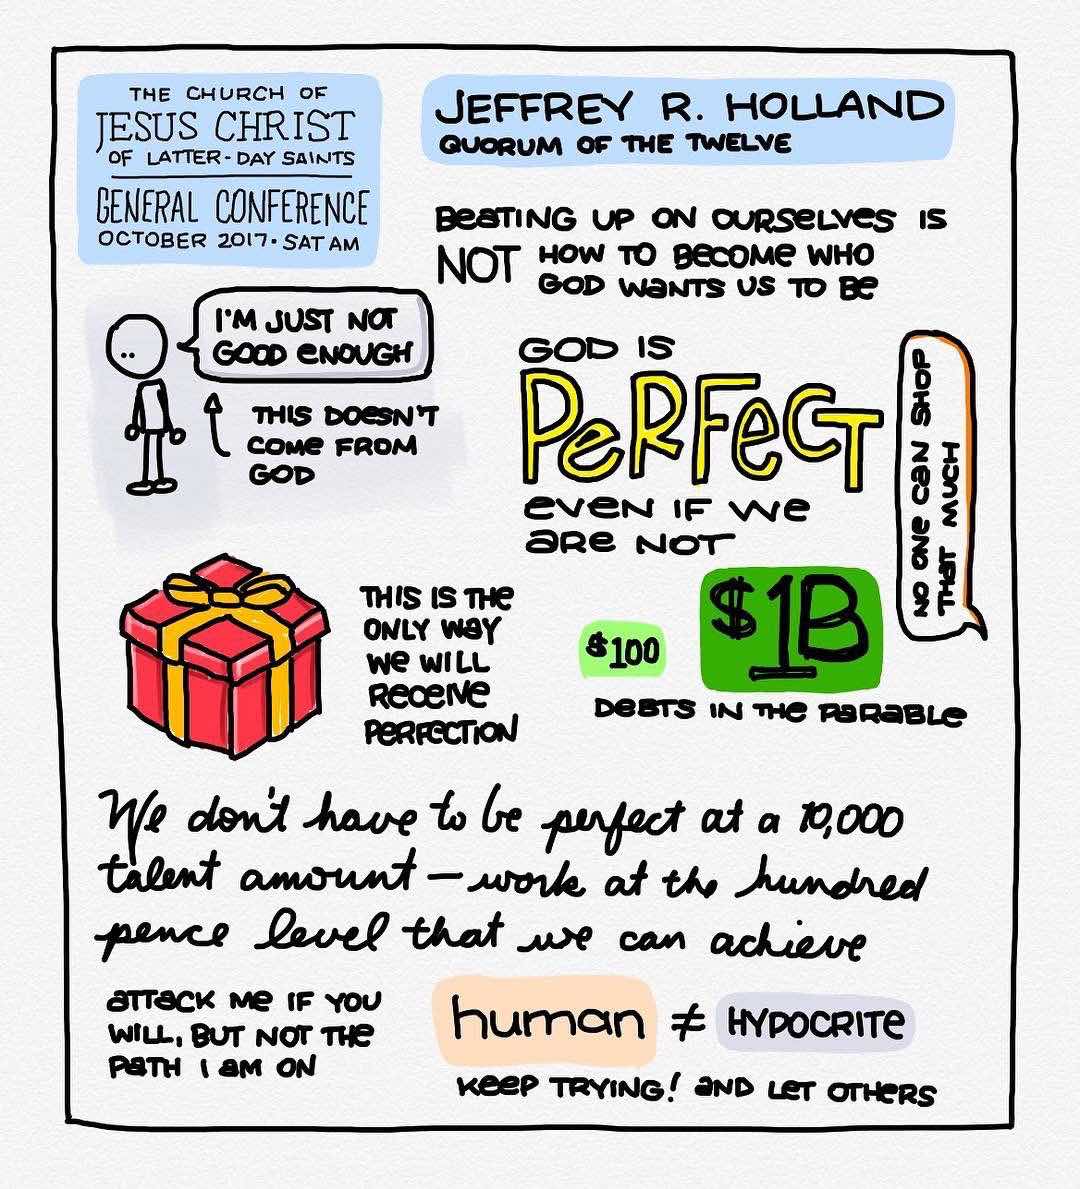 THE CHURCH OF
JESUS CHRIST
OF LATTER-DAY SAINTS
GENERAL CONFERENCE
OCTOBER 2017 • SAT AM
JEFFREY R. HOLLAND
QUORUM OF THE TWELVE
BEATING UP ON OURSELVES IS
NOT HOW TO BECOME WHO
GOD WANTS US TO BE
I'M JUST NOT
GOOD ENOUGH
THIS DOESN'T
COME FROM
GOD
GOD IS
PERFECT
EVEN IF WE
ARE NOT
NO ONE CAN SHOP
THAT MUCH
THIS IS THE
ONLY WAY
WE WILL
RECEIVE
PERFECTION
$100
$1B
DEBTS IN THE PARABLE
We don't have to be perfect at a 10,000
talent amount — work at the hundred
pence level that we can achieve
ATTACK ME IF YOU
WILL, BUT NOT THE
PATH I AM ON
human ≠ HYPOCRITE
KEEP TRYING! AND LET OTHERS